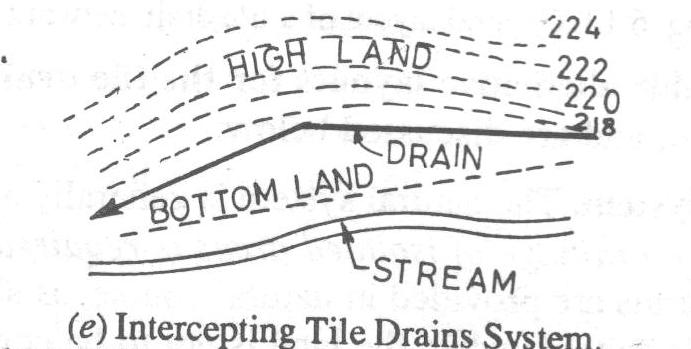 224
HIGH LAND
222
220
218
DRAIN
BOTTOM LAND
STREAM
(e) Intercepting Tile Drains System.